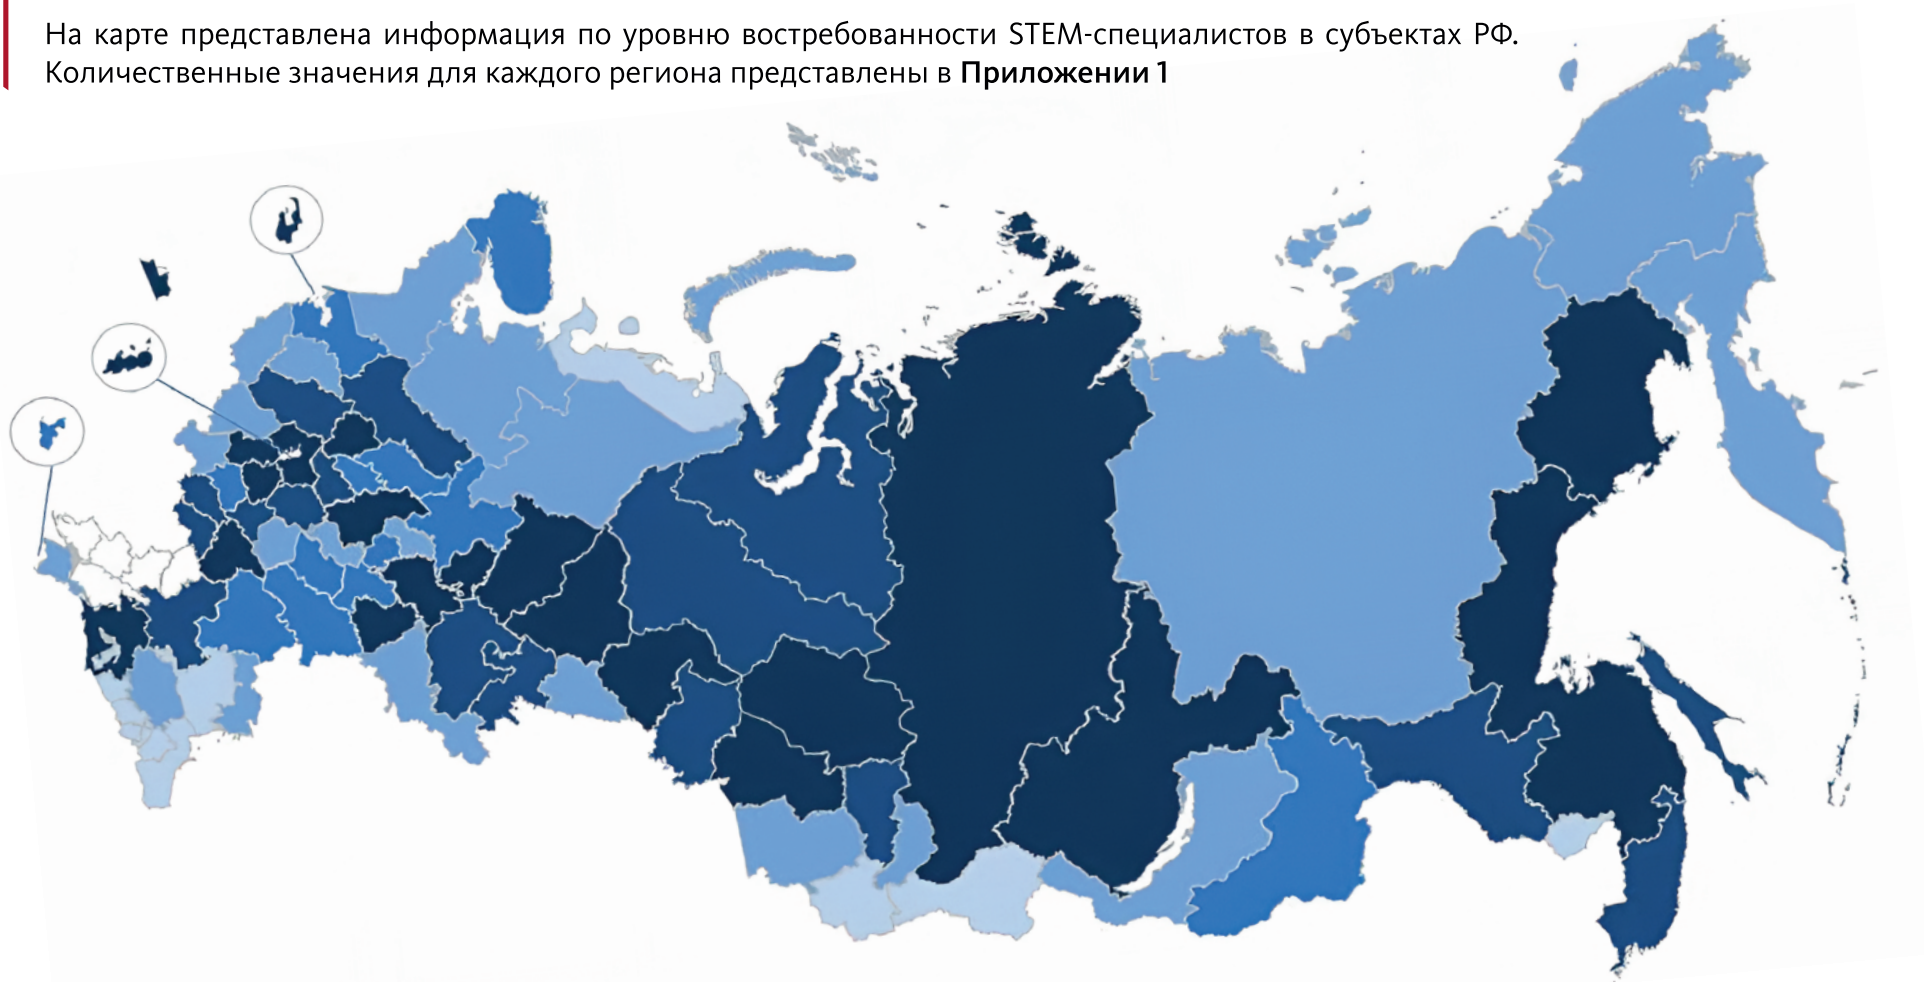 На карте представлена информация по уровню востребованности STEM-специалистов в субъектах РФ.
Количественные значения для каждого региона представлены в Приложении 1